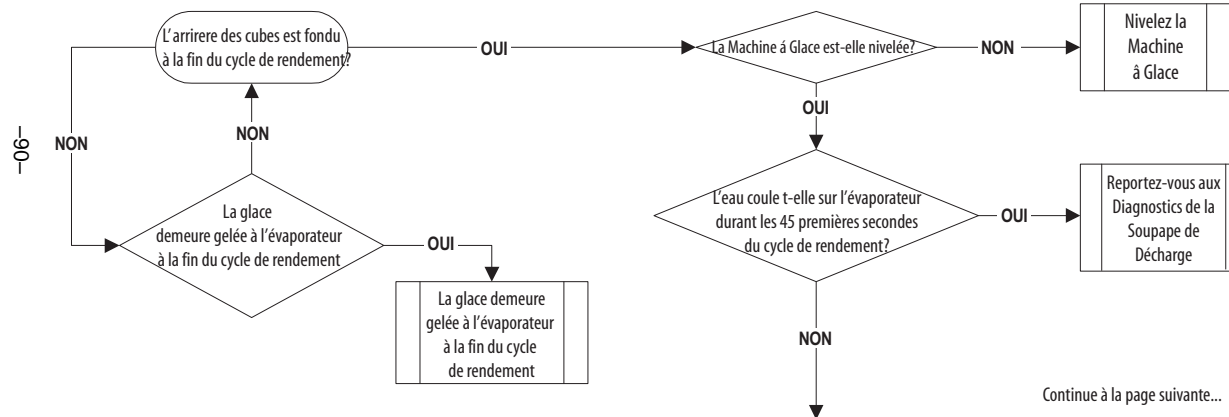 L'arrirere des cubes est fondu
à la fin du cycle de rendement?
OUI
La Machine á Glace est-elle nivelée?
NON
Nivelez la
Machine
â Glace
NON
–90–
NON
OUI
La glace
demeure gelée à l'évaporateur
à la fin du cycle de rendement
OUI
L'eau coule t-elle sur l'évaporateur
durant les 45 premières secondes
du cycle de rendement?
OUI
Reportez-vous aux
Diagnostics de la
Soupape de
Décharge
La glace demeure
gelée à l'évaporateur
à la fin du cycle
de rendement
NON
Continue à la page suivante...